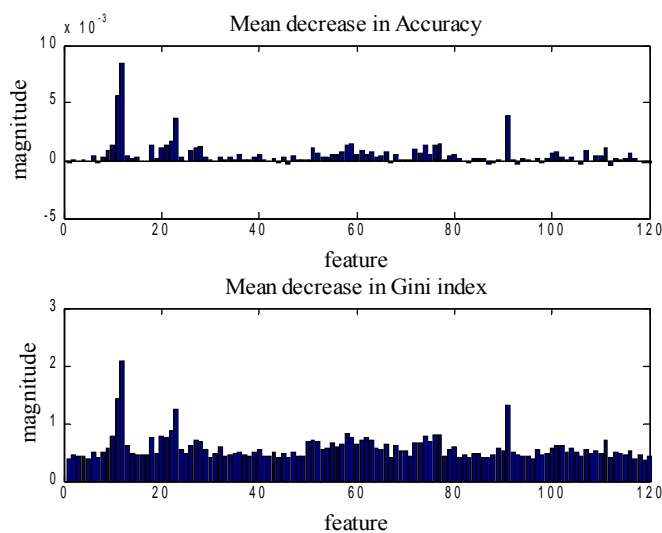 Mean decrease in Accuracy
x 10⁻³
10
5
0
-5
magnitude
0 20 40 60 80 100 120
feature
Mean decrease in Gini index
3
2
1
0
magnitude
0 20 40 60 80 100 120
feature